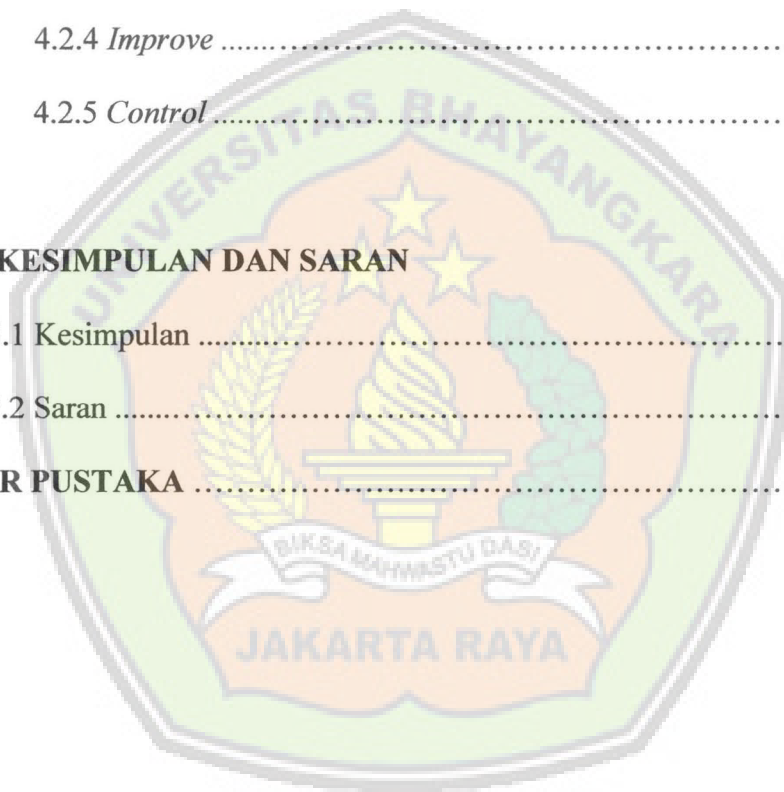 4.2.4 Improve ..............................................................
4.2.5 Control ..............................................................
UNIVERSITAS BHAYANGKARA
KESIMPULAN DAN SARAN
.1 Kesimpulan ..............................................................
.2 Saran ..............................................................
R PUSTAKA ..............................................................
BIKSA MAHWASTU DASI
JAKARTA RAYA